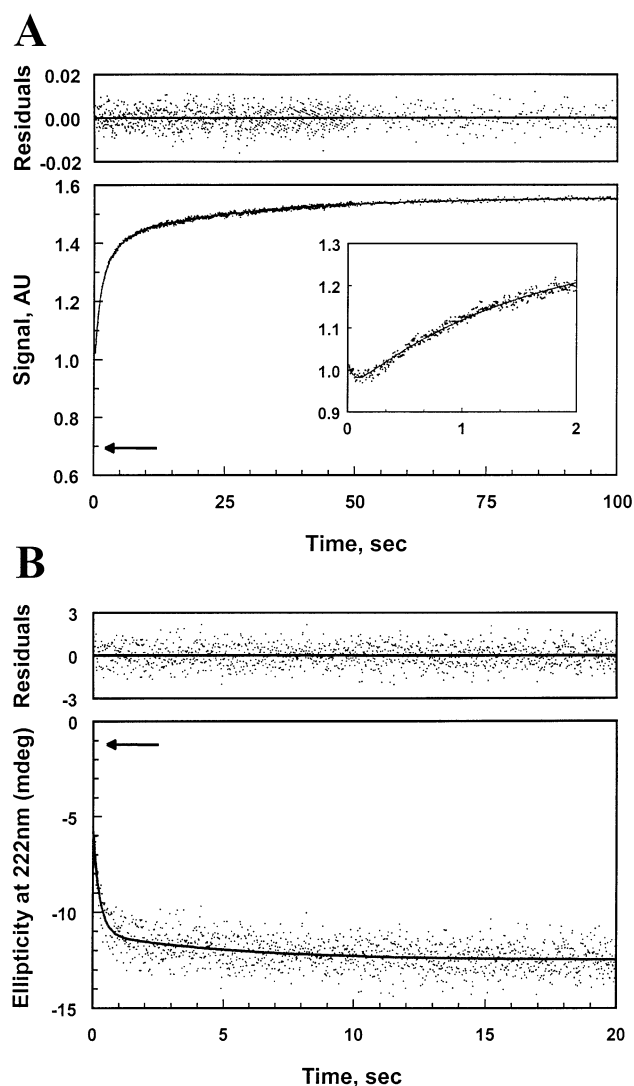 A
Residuals
0.02
0.00
-0.02
Signal, AU
1.6
1.4
1.2
1.0
0.8
0.6
1.3
1.2
1.1
1.0
0.9
0 1 2
0 25 50 75 100
Time, sec
B
Residuals
3
0
-3
Ellipticity at 222nm (mdeg)
0
-5
-10
-15
0 5 10 15 20
Time, sec